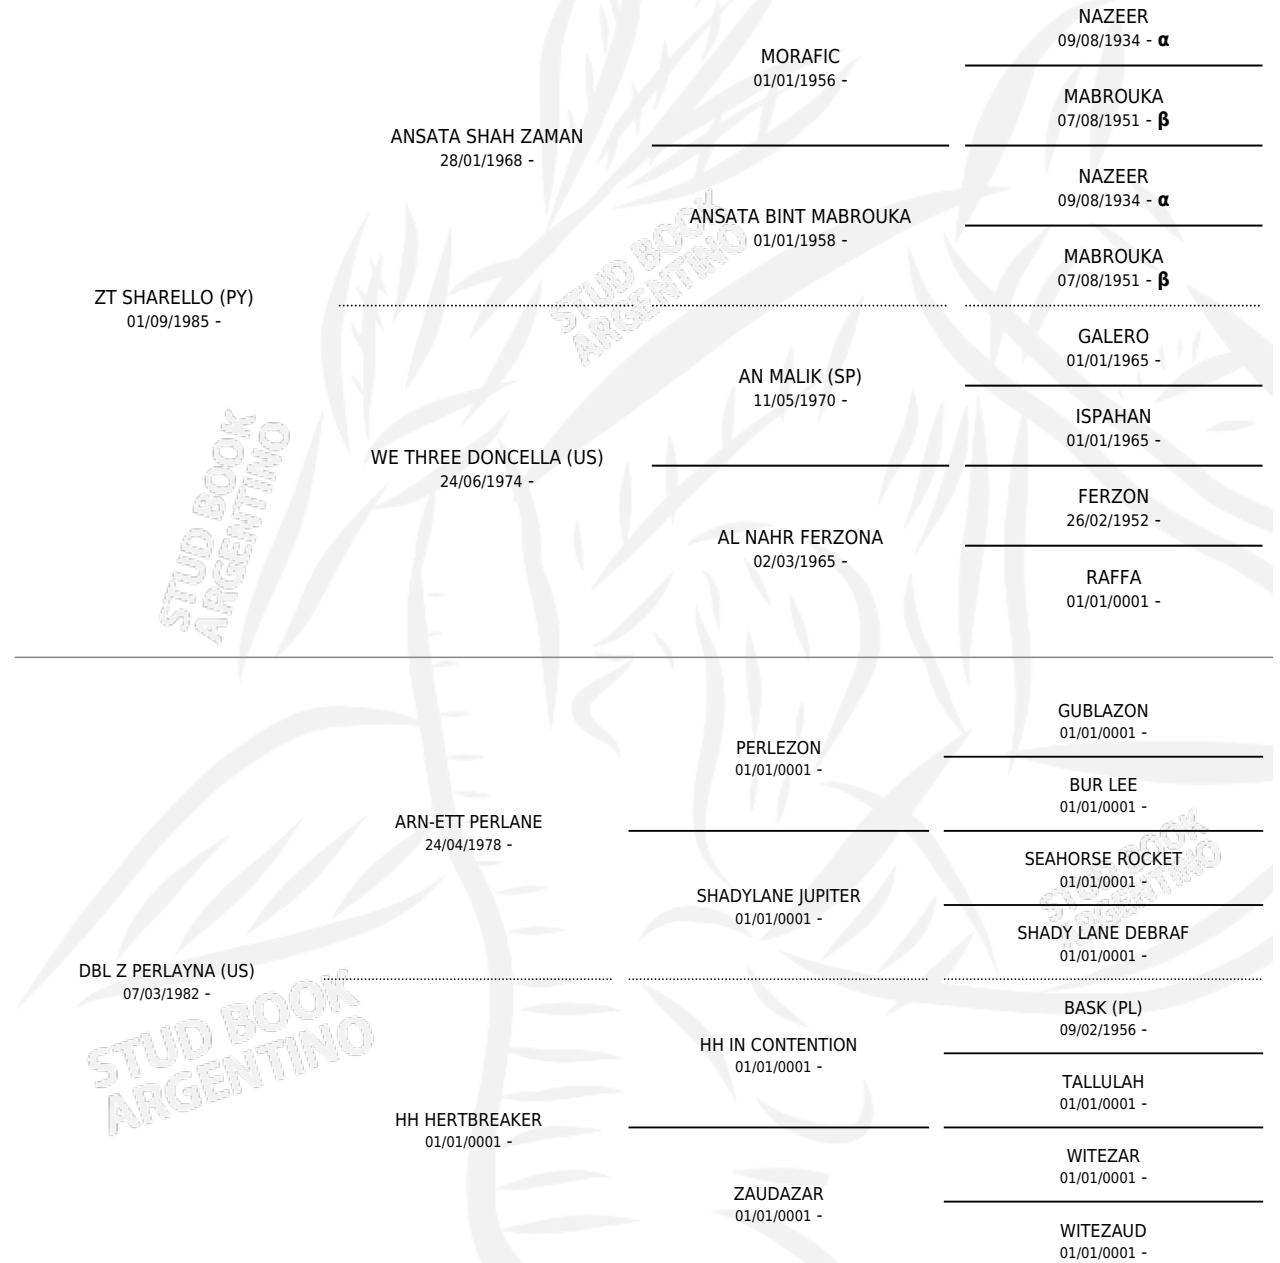 NAZEER
09/08/1934 - α
MORAFIC
01/01/1956 -
MABROUKA
07/08/1951 - β
ANSATA SHAH ZAMAN
28/01/1968 -
NAZEER
09/08/1934 - α
ANSATA BINT MABROUKA
01/01/1958 -
MABROUKA
07/08/1951 - β
ZT SHARELLO (PY)
01/09/1985 -
GALERO
01/01/1965 -
AN MALIK (SP)
11/05/1970 -
ISPAHAN
01/01/1965 -
WE THREE DONCELLA (US)
24/06/1974 -
FERZON
26/02/1952 -
AL NAHR FERZONA
02/03/1965 -
RAFFA
01/01/0001 -
GUBLAZON
01/01/0001 -
PERLEZON
01/01/0001 -
BUR LEE
01/01/0001 -
ARN-ETT PERLANE
24/04/1978 -
SEAHORSE ROCKET
01/01/0001 -
SHADYLANE JUPITER
01/01/0001 -
SHADY LANE DEBRAF
01/01/0001 -
DBL Z PERLAYNA (US)
07/03/1982 -
BASK (PL)
09/02/1956 -
HH IN CONTENTION
01/01/0001 -
TALLULAH
01/01/0001 -
HH HERTBREAKER
01/01/0001 -
WITEZAR
01/01/0001 -
ZAUDAZAR
01/01/0001 -
WITEZAUD
01/01/0001 -
STUD BOOK
ARGENTINO
STUD BOOK
ARGENTINO
STUD BOOK
ARGENTINO
STUD BOOK
ARGENTINO